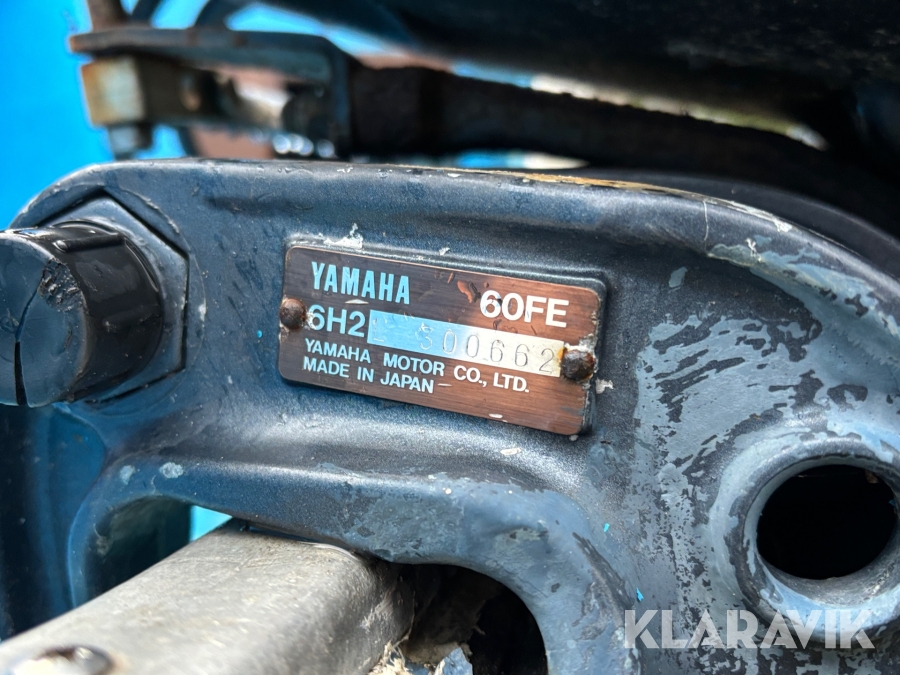 YAMAHA 60FE
6H2 L 300662
YAMAHA MOTOR CO., LTD.
MADE IN JAPAN
KLARAVIK